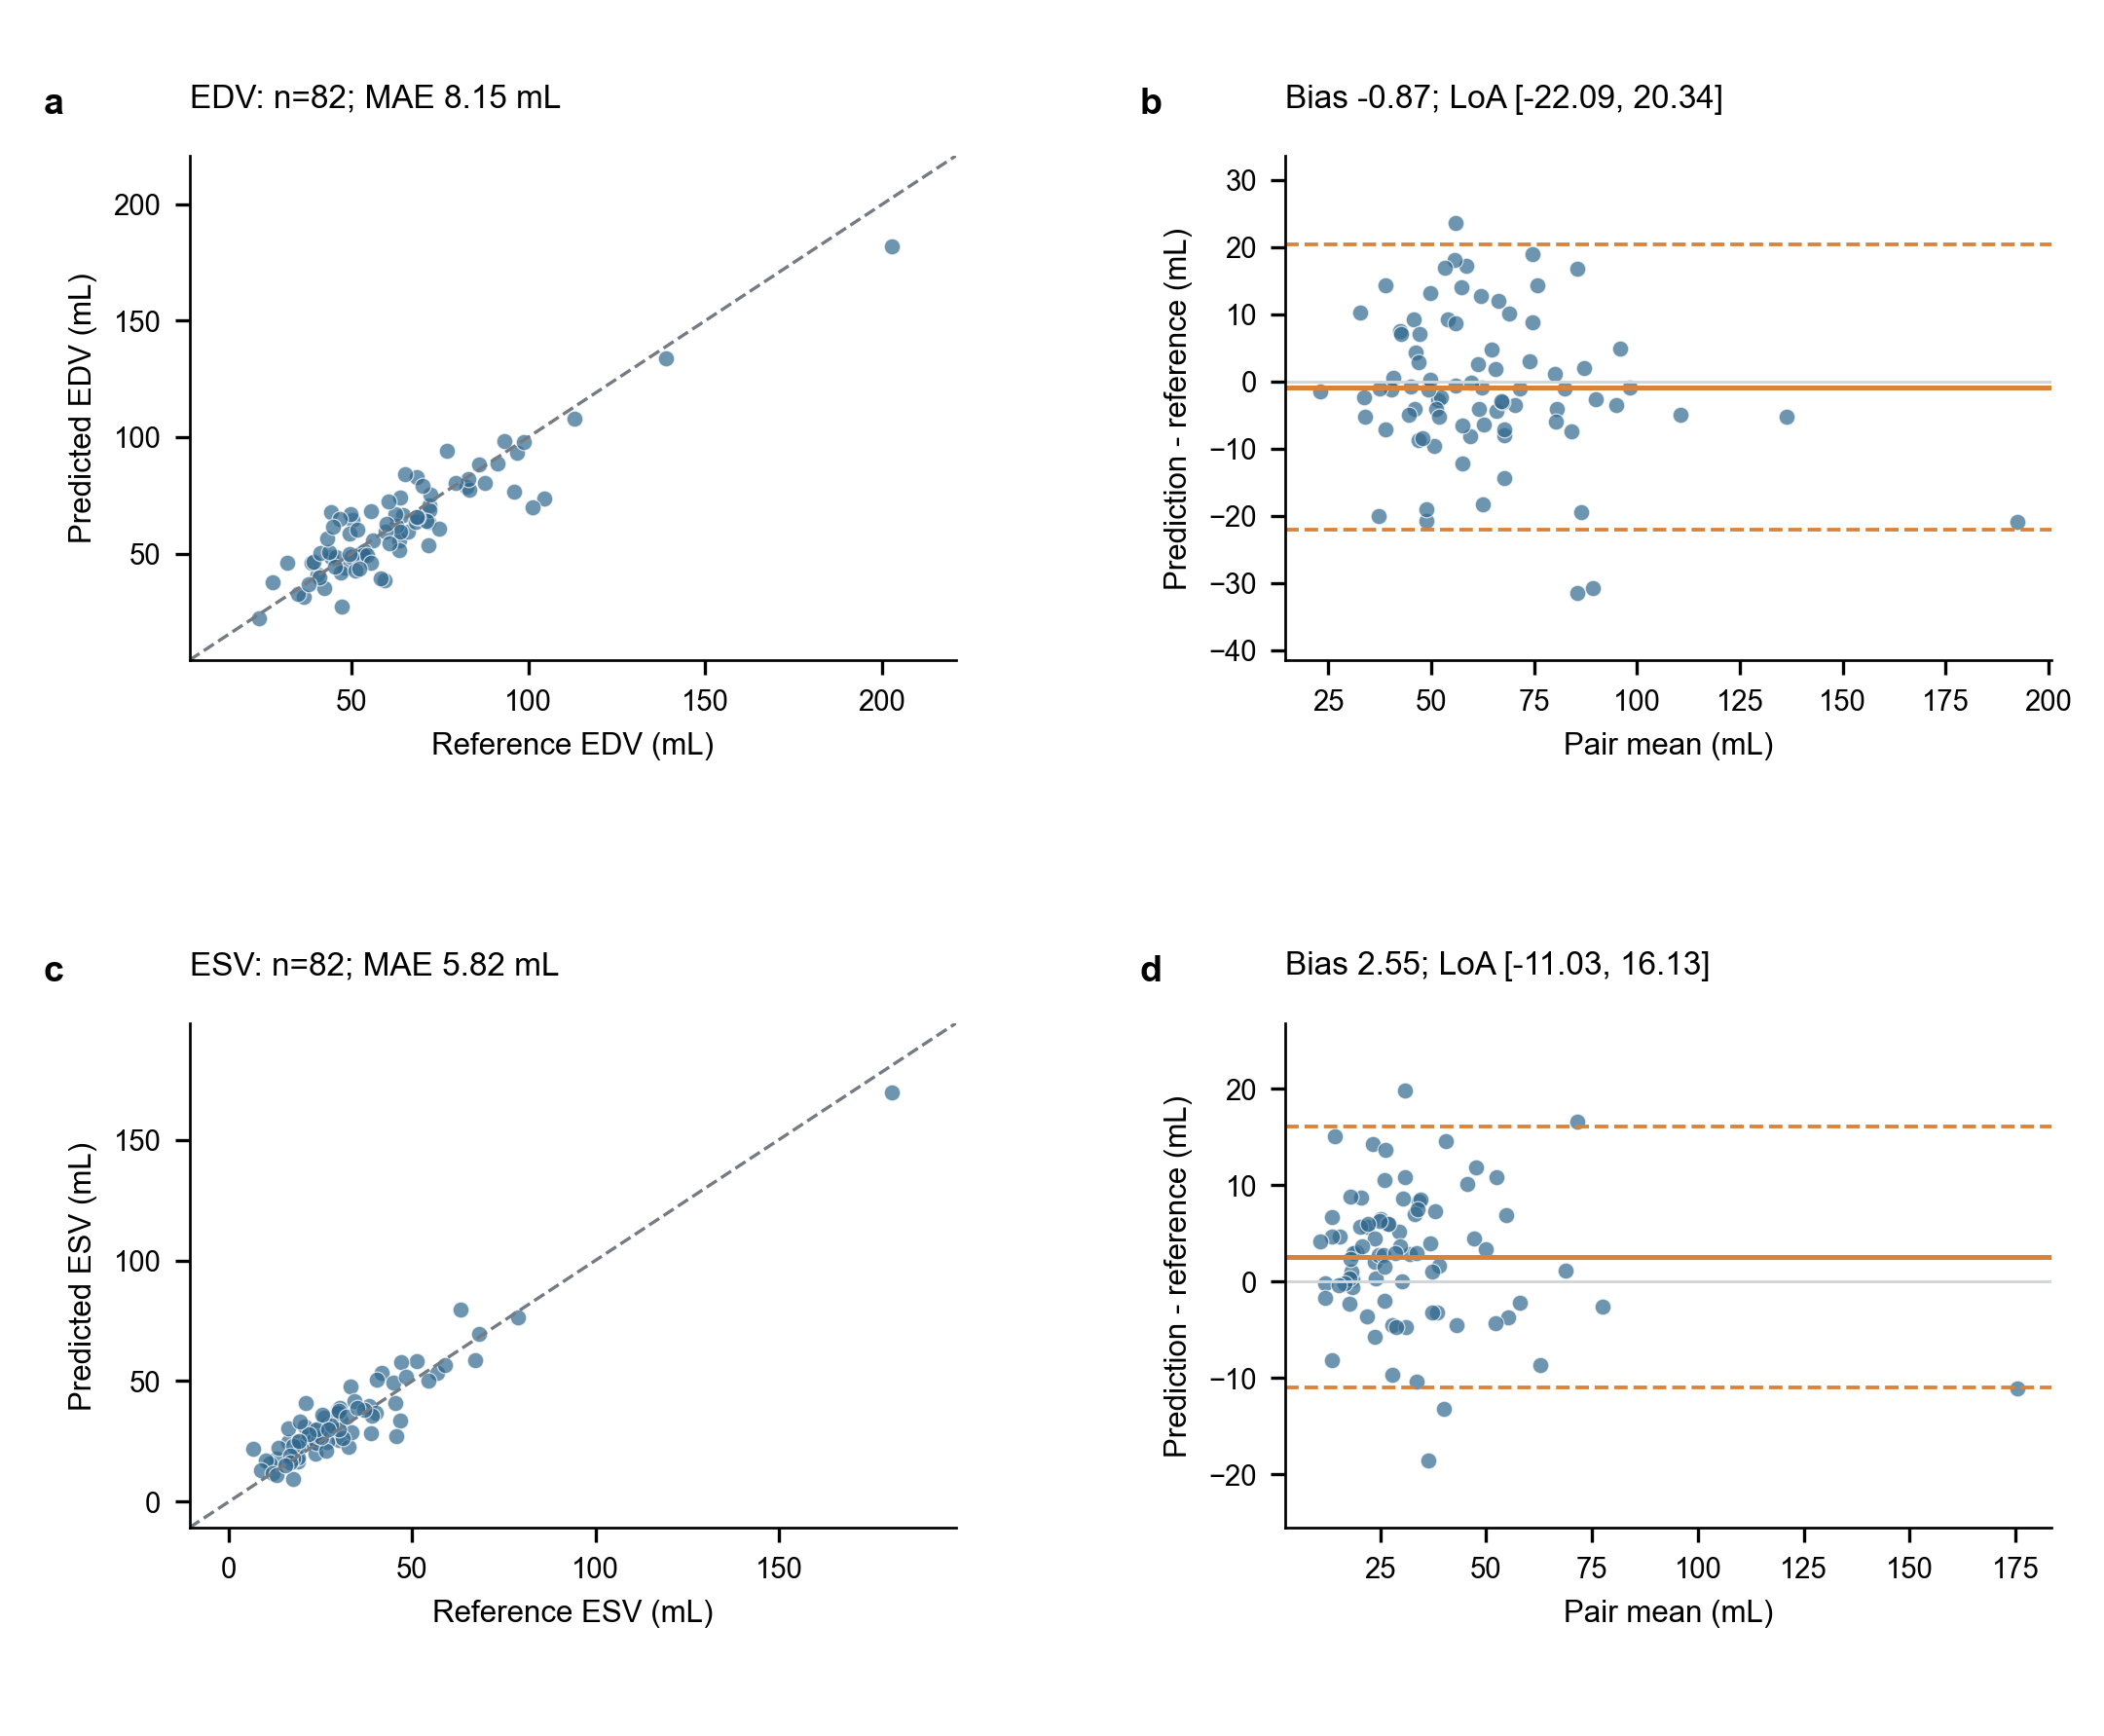 a
EDV: n=82; MAE 8.15 mL
Predicted EDV (mL)
200
150
100
50
50 100 150 200
Reference EDV (mL)
b
Bias -0.87; LoA [-22.09, 20.34]
Prediction - reference (mL)
30
20
10
0
−10
−20
−30
−40
25 50 75 100 125 150 175 200
Pair mean (mL)
c
ESV: n=82; MAE 5.82 mL
Predicted ESV (mL)
150
100
50
0
0 50 100 150
Reference ESV (mL)
d
Bias 2.55; LoA [-11.03, 16.13]
Prediction - reference (mL)
20
10
0
−10
−20
25 50 75 100 125 150 175
Pair mean (mL)